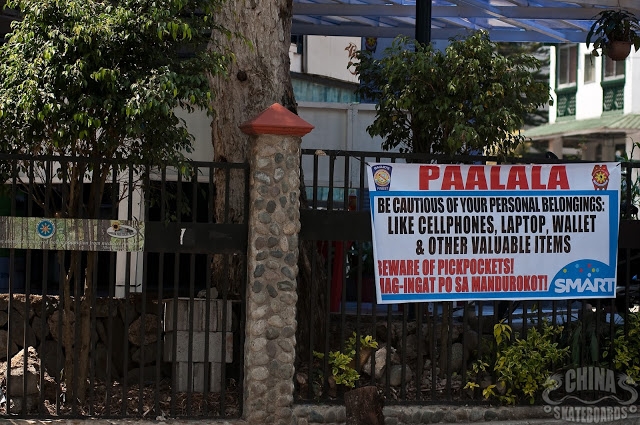 PAALALA
BE CAUTIOUS OF YOUR PERSONAL BELONGINGS:
LIKE CELLPHONES, LAPTOP, WALLET
& OTHER VALUABLE ITEMS
BEWARE OF PICKPOCKETS!
MAG-INGAT PO SA MANDUROKOT!
SMART
CHINA
SKATEBOARDS